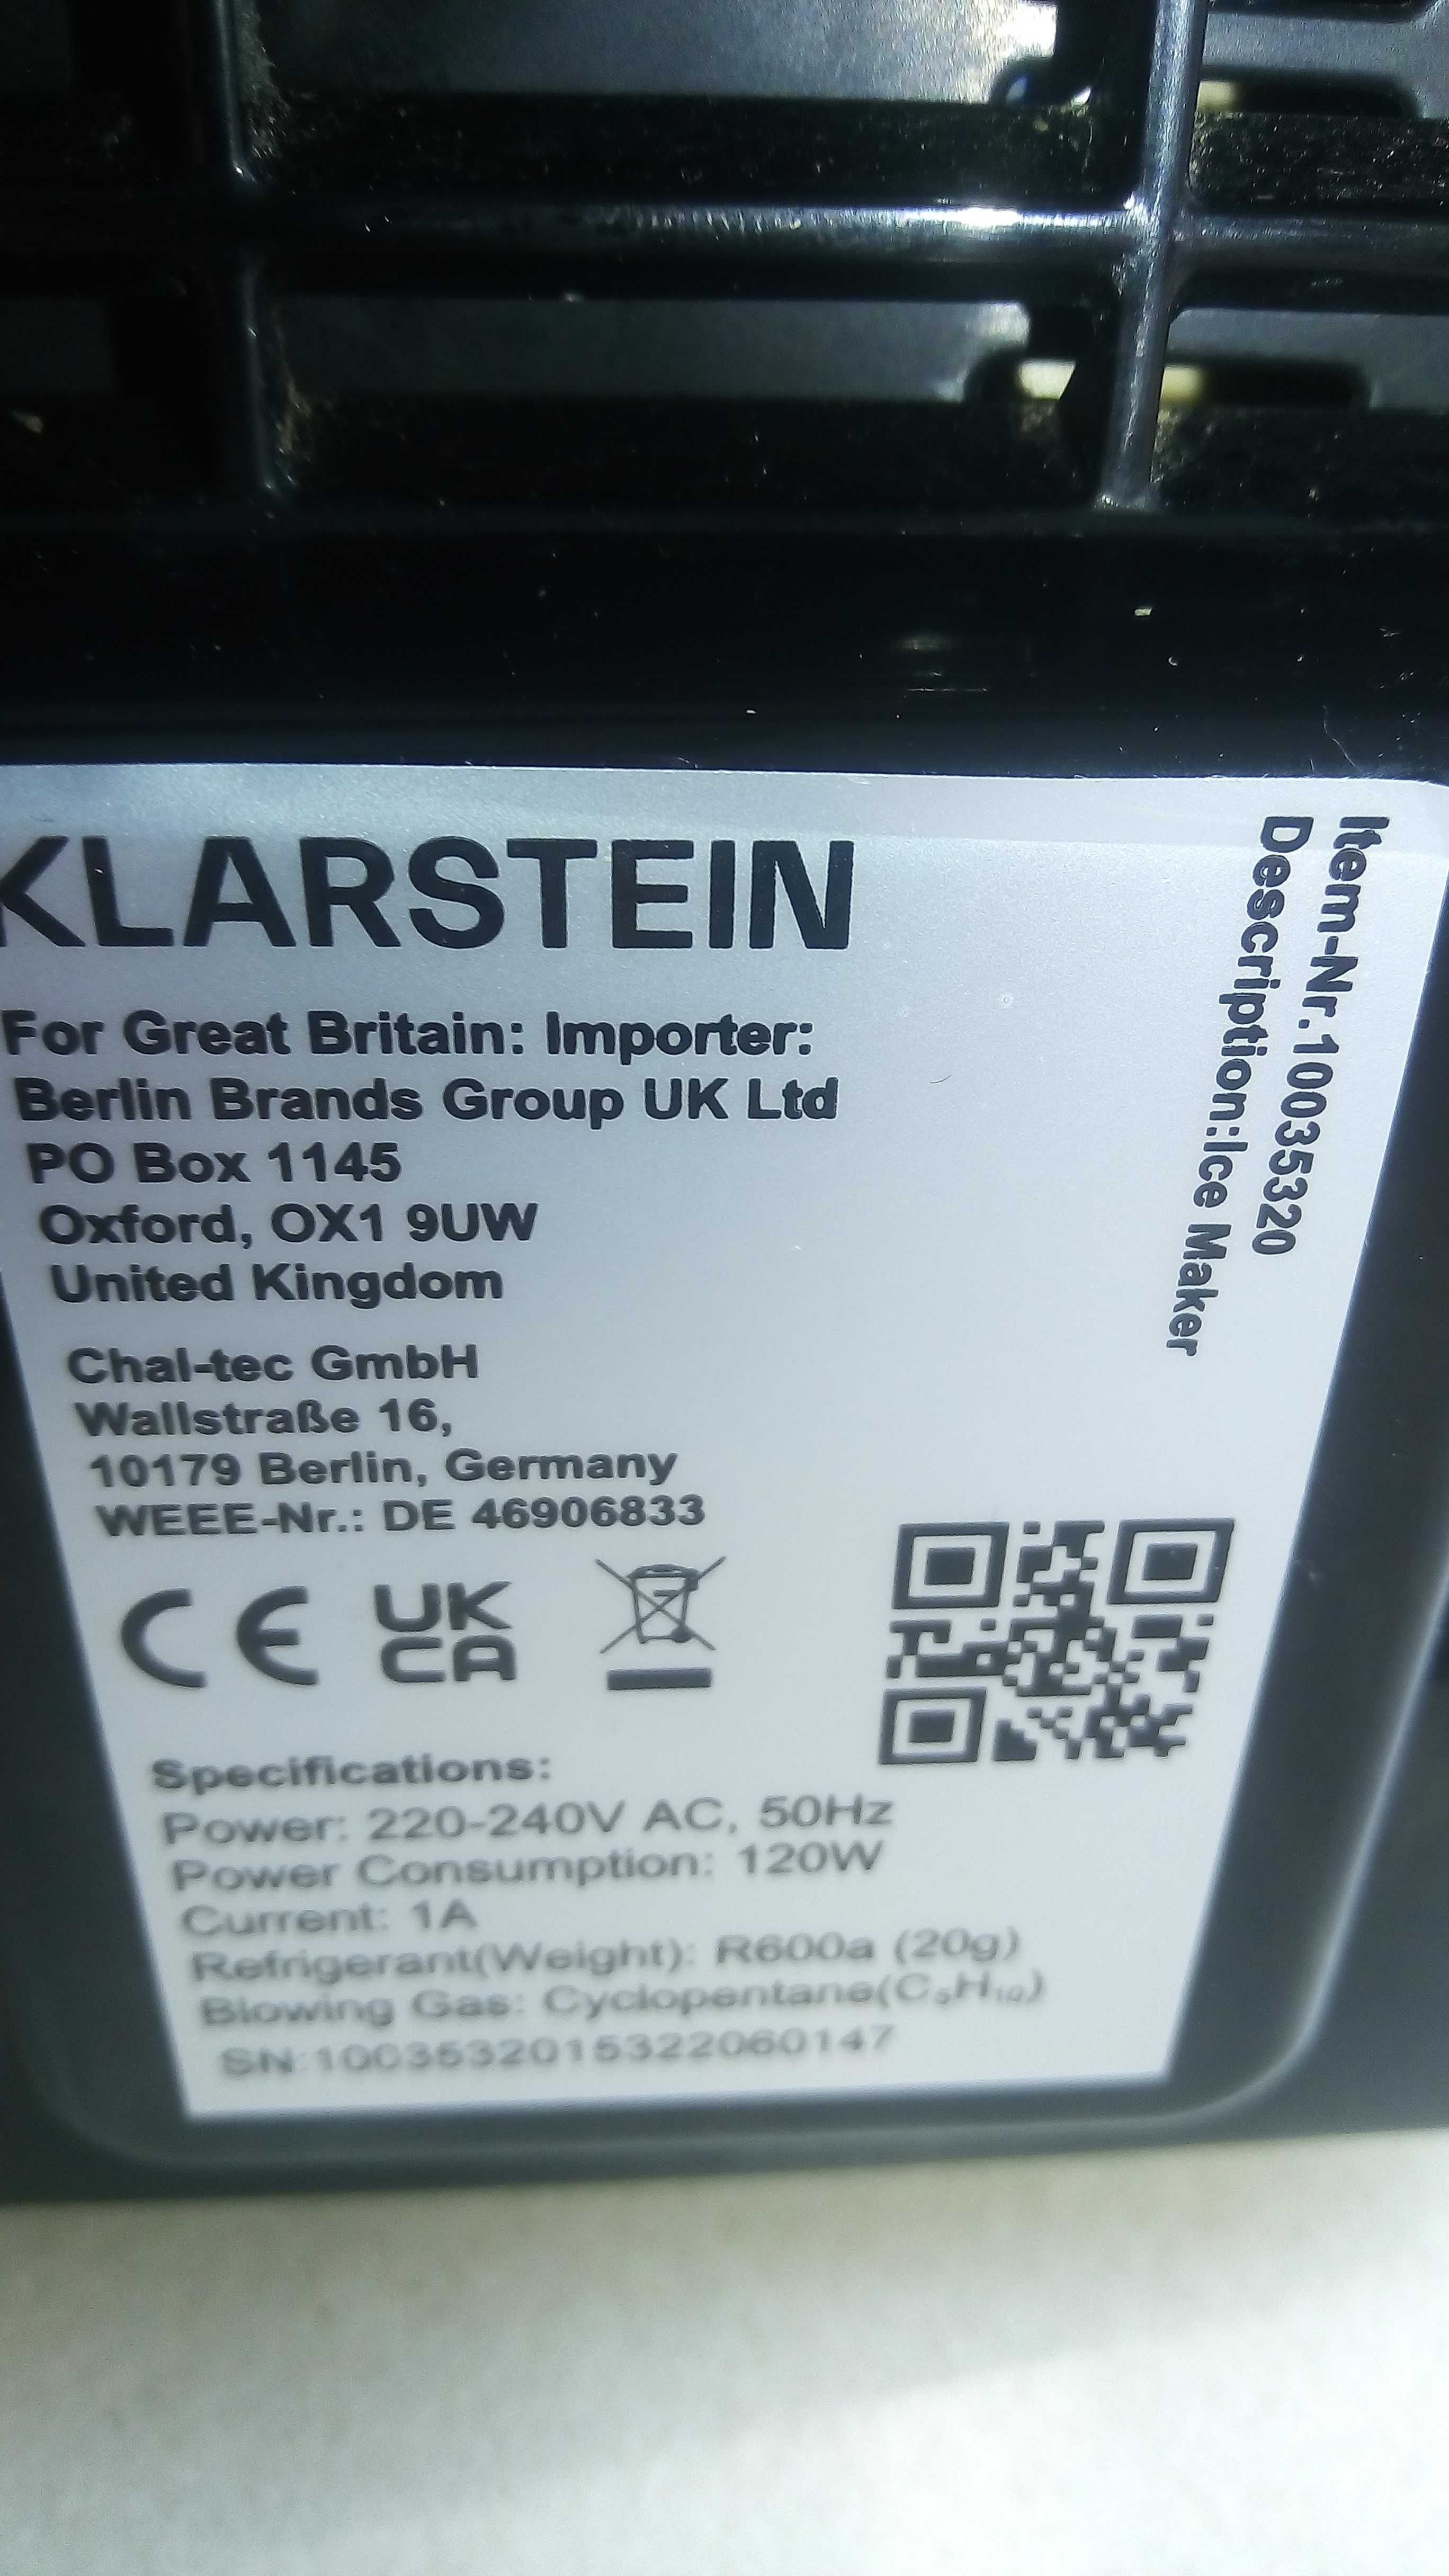 KLARSTEIN
For Great Britain: Importer:
Berlin Brands Group UK Ltd
PO Box 1145
Oxford, OX1 9UW
United Kingdom
Chal-tec GmbH
Wallstraße 16,
10179 Berlin, Germany
WEEE-Nr.: DE 46906833
CE
UK
CA
Specifications:
Power: 220-240V AC, 50Hz
Power Consumption: 120W
Current: 1A
Refrigerant(Weight): R600a (20g)
Blowing Gas: Cyclopentane(C₅H₁₀)
SN:1003532015322060147
Item-Nr.10035320
Description:Ice Maker